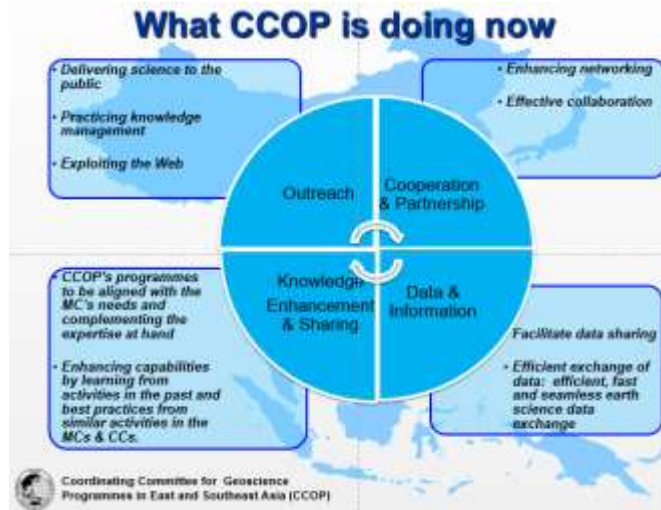 What CCOP is doing now
• Delivering science to the
public
• Practicing knowledge
management
• Exploiting the Web
• Enhancing networking
• Effective collaboration
Outreach
Cooperation
& Partnership
Knowledge
Enhancement
& Sharing
Data &
Information
• CCOP's programmes
to be aligned with the
MC's needs and
complementing the
expertise at hand
• Enhancing capabilities
by learning from
activities in the past and
best practices from
similar activities in the
MCs & CCs.
Facilitate data sharing
• Efficient exchange of
data: efficient, fast
and seamless earth
science data
exchange
Coordinating Committee for Geoscience
Programmes in East and Southeast Asia (CCOP)